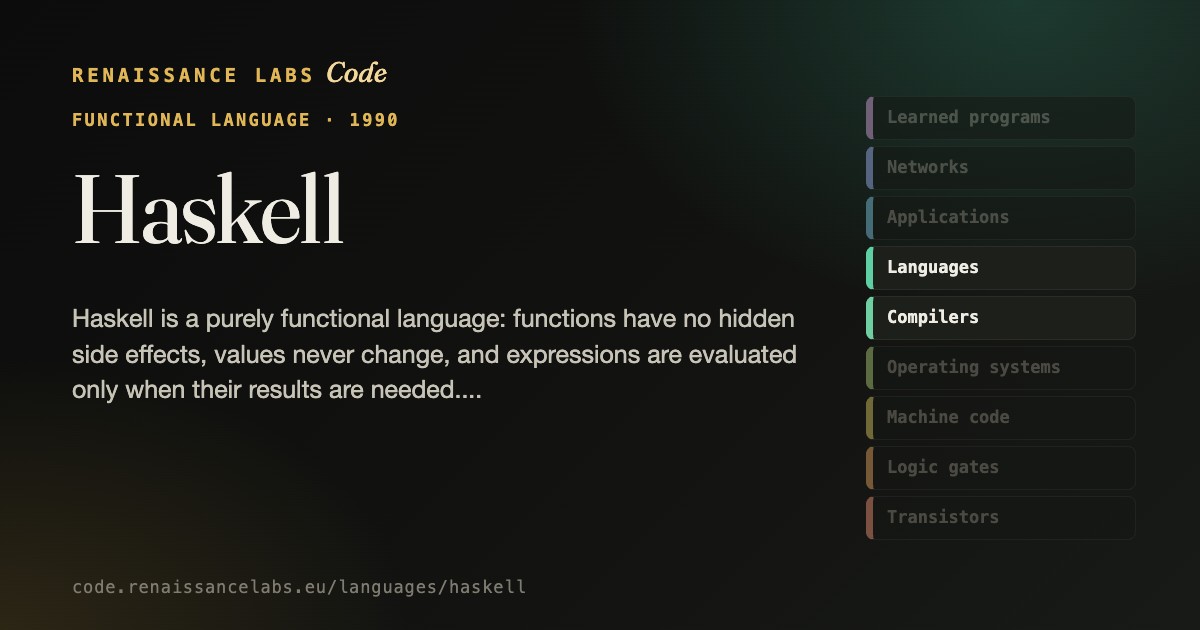 RENAISSANCE LABS Code
FUNCTIONAL LANGUAGE · 1990
Haskell
Haskell is a purely functional language: functions have no hidden
side effects, values never change, and expressions are evaluated
only when their results are needed....
code.renaissancelabs.eu/languages/haskell
Learned programs
Networks
Applications
Languages
Compilers
Operating systems
Machine code
Logic gates
Transistors